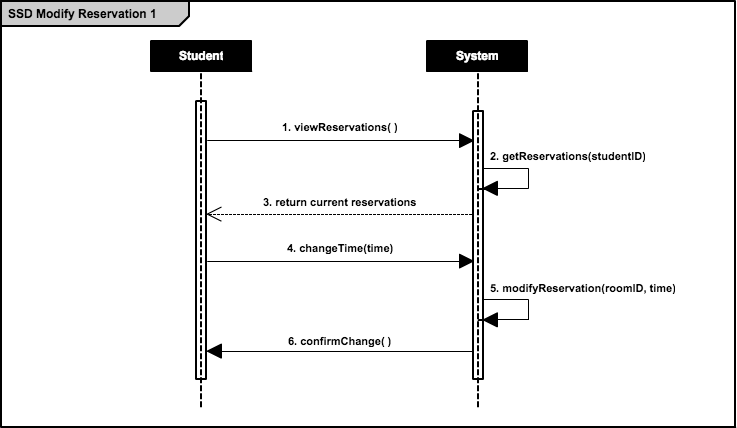 SSD Modify Reservation 1
Student
System
1. viewReservations( )
2. getReservations(studentID)
3. return current reservations
4. changeTime(time)
5. modifyReservation(roomID, time)
6. confirmChange( )